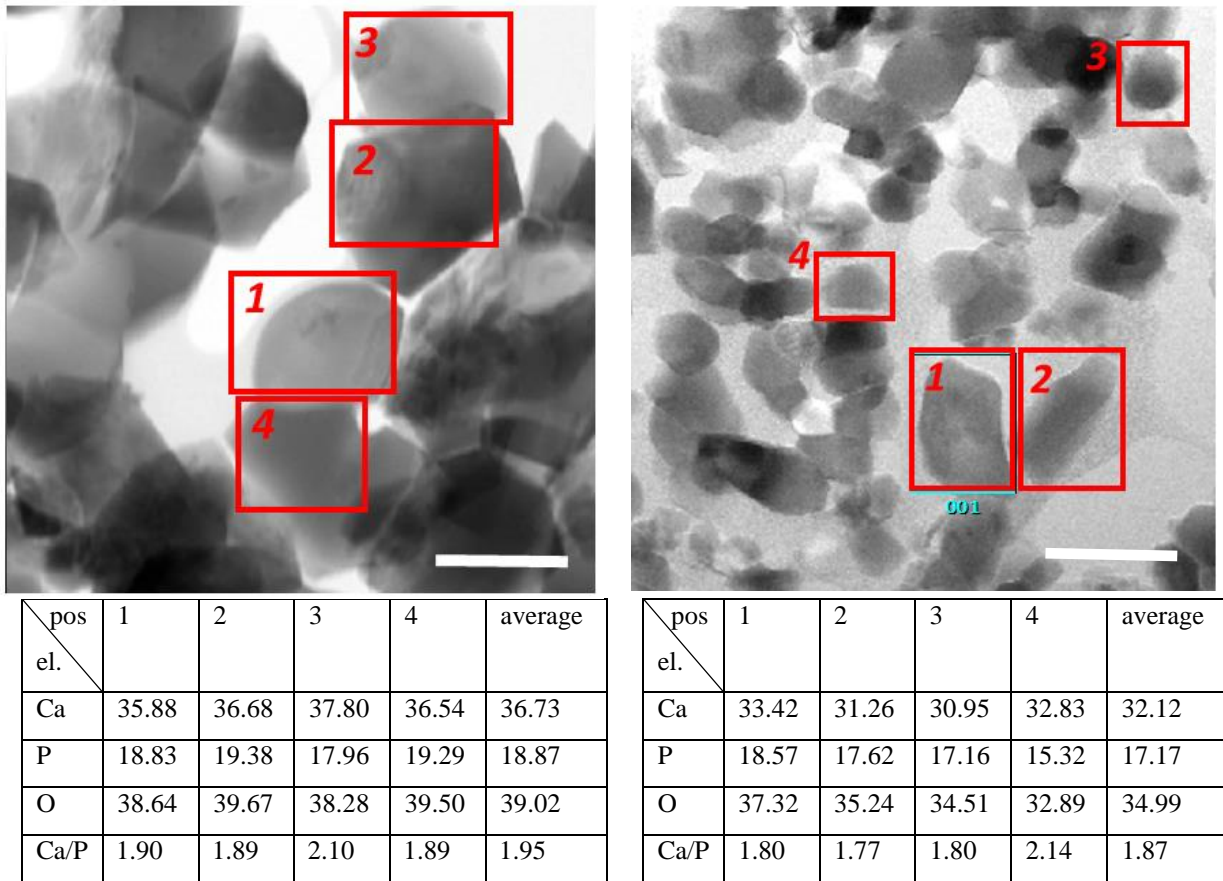 3
2
1
4
3
4
1
2
001
pos 1 2 3 4 average
el.
Ca 35.88 36.68 37.80 36.54 36.73
P 18.83 19.38 17.96 19.29 18.87
O 38.64 39.67 38.28 39.50 39.02
Ca/P 1.90 1.89 2.10 1.89 1.95
pos 1 2 3 4 average
el.
Ca 33.42 31.26 30.95 32.83 32.12
P 18.57 17.62 17.16 15.32 17.17
O 37.32 35.24 34.51 32.89 34.99
Ca/P 1.80 1.77 1.80 2.14 1.87